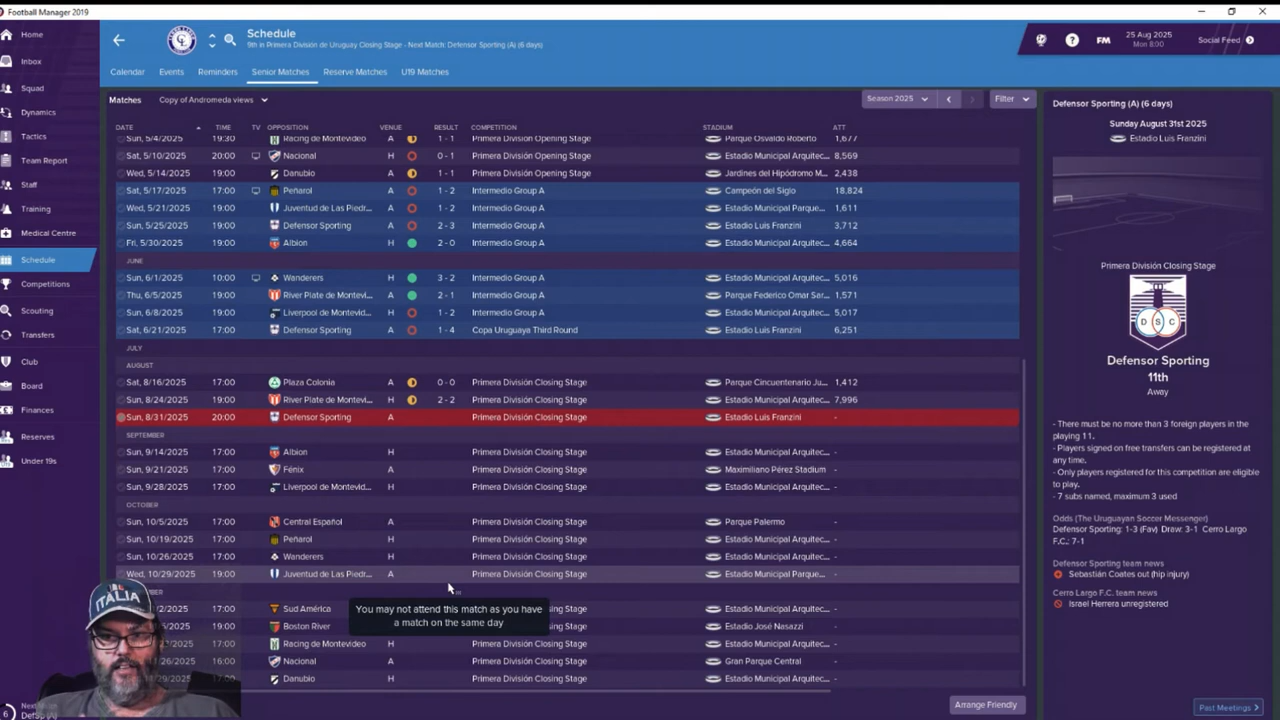 Football Manager 2019
Home
Inbox
Squad
Dynamics
Tactics
Team Report
Staff
Training
Medical Centre
Schedule
Competitions
Scouting
Transfers
Club
Board
Finances
Reserves
Under 19s
Schedule
9th in Primera División de Uruguay Closing Stage - Next Match: Defensor Sporting (A) (6 days)
FM
25 Aug 2025
Mon 8:00
Social Feed
Calendar Events Reminders Senior Matches Reserve Matches U19 Matches
Matches Copy of Andromeda views Season 2025 Filter
DATE TIME TV OPPOSITION VENUE RESULT COMPETITION STADIUM ATT
Sun, 5/4/2025 19:30 Racing de Montevideo A 1 - 1 Primera División Opening Stage Parque Osvaldo Roberto 1,677
Sat, 5/10/2025 20:00 Nacional H 0 - 1 Primera División Opening Stage Estadio Municipal Arquitec... 8,569
Wed, 5/14/2025 19:00 Danubio A 1 - 1 Primera División Opening Stage Jardines del Hipódromo M... 2,438
Sat, 5/17/2025 17:00 Peñarol A 1 - 2 Intermedio Group A Campeón del Siglo 18,824
Wed, 5/21/2025 19:00 Juventud de Las Piedr... A 1 - 2 Intermedio Group A Estadio Municipal Parque... 1,611
Sun, 5/25/2025 19:00 Defensor Sporting A 2 - 3 Intermedio Group A Estadio Luis Franzini 3,712
Fri, 5/30/2025 19:00 Albion H 2 - 0 Intermedio Group A Estadio Municipal Arquitec... 4,664
JUNE
Sun, 6/1/2025 10:00 Wanderers H 3 - 2 Intermedio Group A Estadio Municipal Arquitec... 5,016
Thu, 6/5/2025 19:00 River Plate de Montevi... A 2 - 1 Intermedio Group A Parque Federico Omar Sar... 1,571
Sun, 6/8/2025 19:00 Liverpool de Montevid... H 1 - 2 Intermedio Group A Estadio Municipal Arquitec... 5,017
Sat, 6/21/2025 17:00 Defensor Sporting A 1 - 4 Copa Uruguaya Third Round Estadio Luis Franzini 6,251
JULY
AUGUST
Sat, 8/16/2025 17:00 Plaza Colonia A 0 - 0 Primera División Closing Stage Parque Cincuentenario Ju... 1,412
Sun, 8/24/2025 19:00 River Plate de Montevi... H 2 - 2 Primera División Closing Stage Estadio Municipal Arquitec... 7,996
Sun, 8/31/2025 20:00 Defensor Sporting A Primera División Closing Stage Estadio Luis Franzini -
SEPTEMBER
Sun, 9/14/2025 17:00 Albion H Primera División Closing Stage Estadio Municipal Arquitec... -
Sun, 9/21/2025 17:00 Fénix A Primera División Closing Stage Maximiliano Pérez Stadium -
Sun, 9/28/2025 17:00 Liverpool de Montevid... H Primera División Closing Stage Estadio Municipal Arquitec... -
OCTOBER
Sun, 10/5/2025 17:00 Central Español A Primera División Closing Stage Parque Palermo -
Sun, 10/19/2025 17:00 Peñarol H Primera División Closing Stage Estadio Municipal Arquitec... -
Sun, 10/26/2025 17:00 Wanderers H Primera División Closing Stage Estadio Municipal Arquitec... -
Wed, 10/29/2025 19:00 Juventud de Las Piedr... A Primera División Closing Stage Estadio Municipal Parque... -
17:00 Sud América Primera División Closing Stage Estadio Municipal Arquitec... -
19:00 Boston River Primera División Closing Stage Estadio José Nasazzi -
17:00 Racing de Montevideo H Primera División Closing Stage Estadio Municipal Arquitec... -
16:00 Nacional A Primera División Closing Stage Gran Parque Central -
Danubio H Primera División Closing Stage Estadio Municipal Arquitec... -
You may not attend this match as you have
a match on the same day
Arrange Friendly
Defensor Sporting (A) (6 days)
Sunday August 31st 2025
Estadio Luis Franzini
Primera División Closing Stage
D S C
Defensor Sporting
11th
Away
- There must be no more than 3 foreign players in the
playing 11.
- Players signed on free transfers can be registered at
any time.
- Only players registered for this competition are eligible
to play.
- 7 subs named, maximum 3 used
Odds (The Uruguayan Soccer Messenger)
Defensor Sporting: 1-3 (Fav) Draw: 3-1 Cerro Largo
F.C.: 7-1
Defensor Sporting team news
Sebastián Coates out (hip injury)
Cerro Largo F.C. team news
Israel Herrera unregistered
Past Meetings
ITALIA